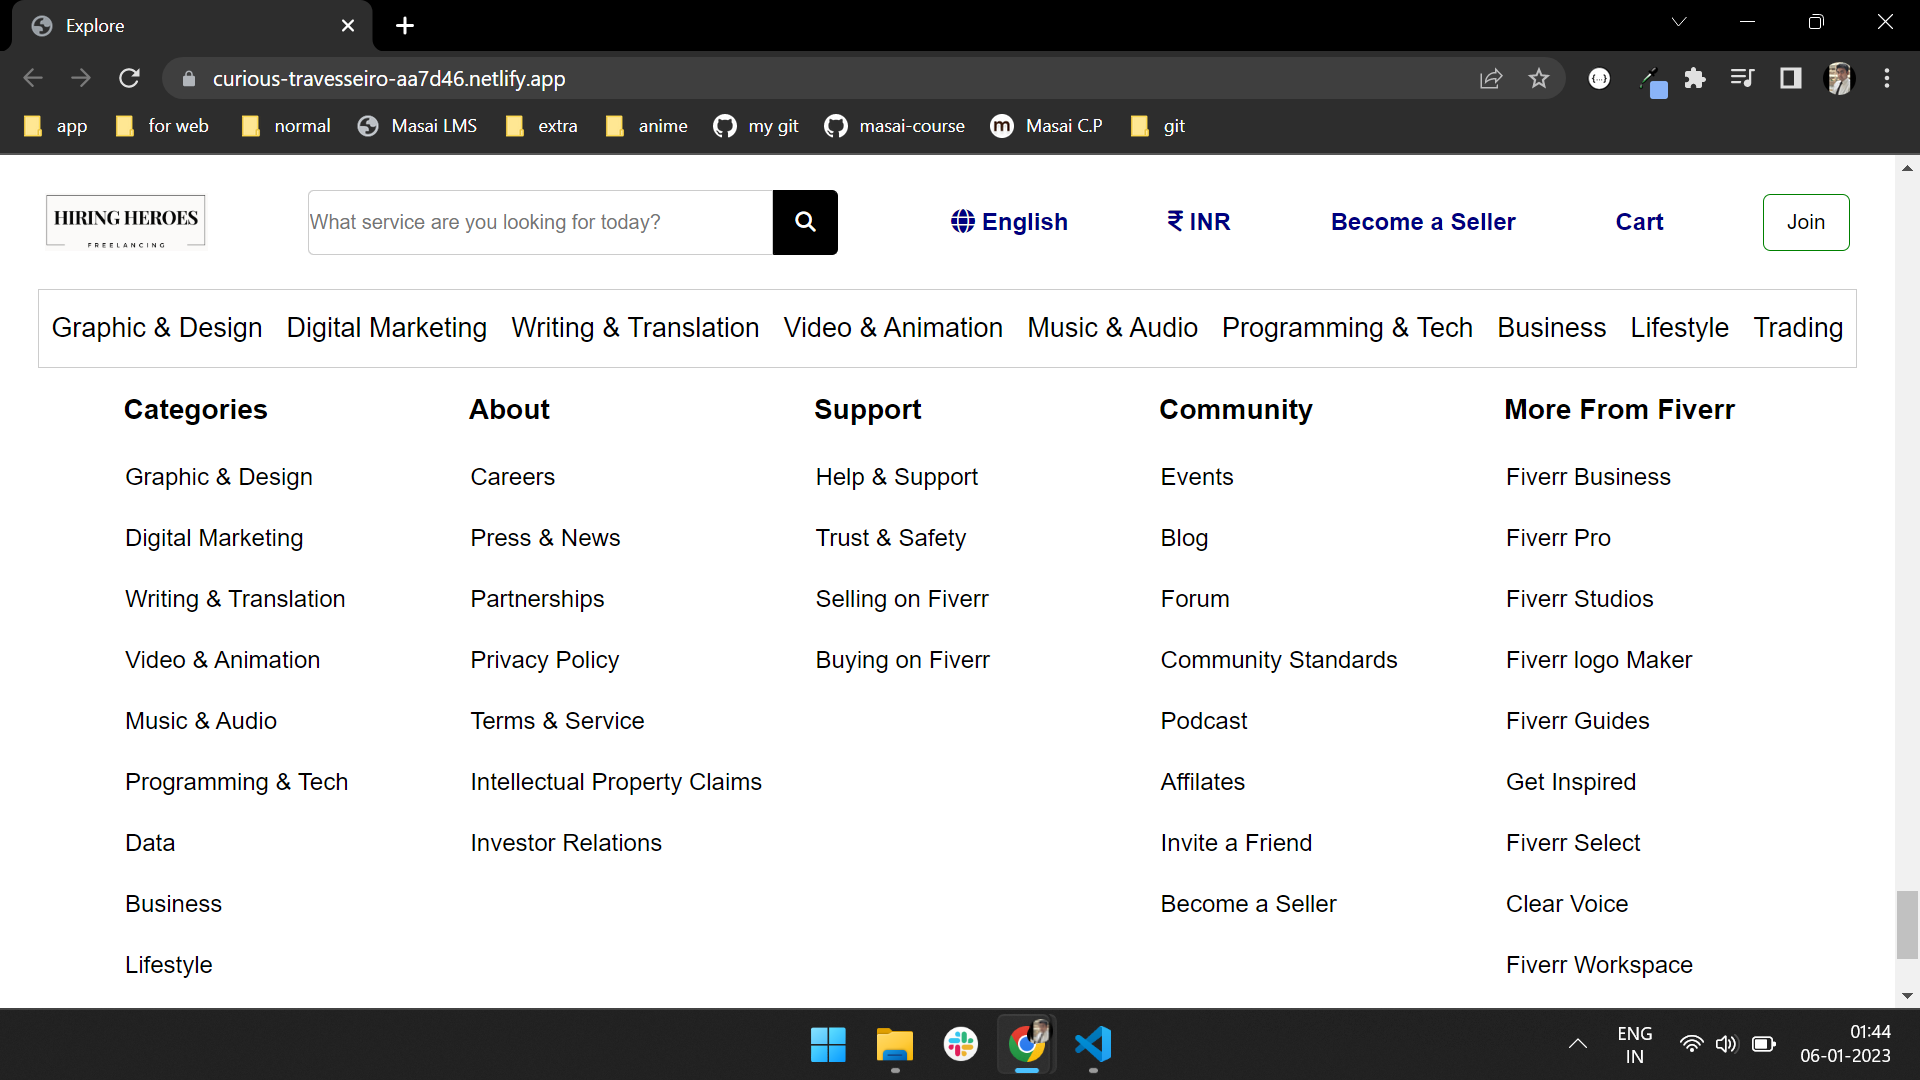 Explore
curious-travesseiro-aa7d46.netlify.app
app for web normal Masai LMS extra anime my git masai-course Masai C.P git
HIRING HEROES
FREELANCING
What service are you looking for today?
English ₹ INR Become a Seller Cart Join
Graphic & Design Digital Marketing Writing & Translation Video & Animation Music & Audio Programming & Tech Business Lifestyle Trading
Categories
Graphic & Design
Digital Marketing
Writing & Translation
Video & Animation
Music & Audio
Programming & Tech
Data
Business
Lifestyle
About
Careers
Press & News
Partnerships
Privacy Policy
Terms & Service
Intellectual Property Claims
Investor Relations
Support
Help & Support
Trust & Safety
Selling on Fiverr
Buying on Fiverr
Community
Events
Blog
Forum
Community Standards
Podcast
Affilates
Invite a Friend
Become a Seller
More From Fiverr
Fiverr Business
Fiverr Pro
Fiverr Studios
Fiverr logo Maker
Fiverr Guides
Get Inspired
Fiverr Select
Clear Voice
Fiverr Workspace
ENG
IN
01:44
06-01-2023